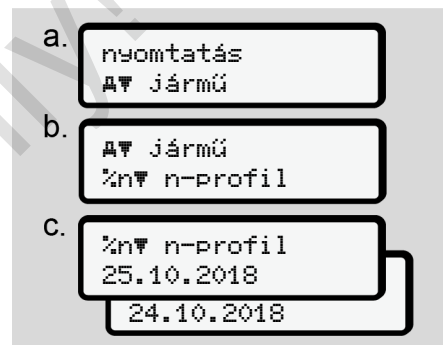 a.
nyomtatás
A▼ jármű
b.
A▼ jármű
%n▼ n-profil
c.
%n▼ n-profil
25.10.2018
24.10.2018